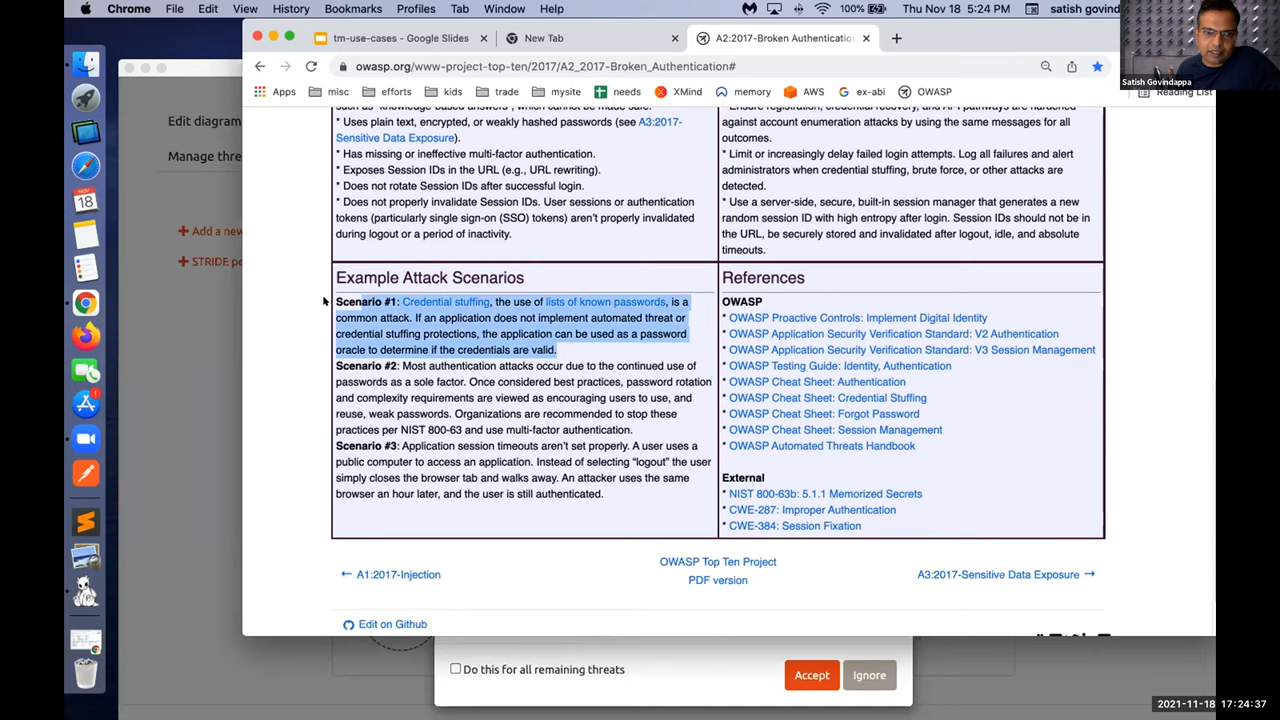 Chrome File Edit View History Bookmarks Profiles Tab Window Help 100% Thu Nov 18 5:24 PM satish govind
tm-use-cases - Google Slides
New Tab
A2:2017-Broken Authenticatio
owasp.org/www-project-top-ten/2017/A2_2017-Broken_Authentication#
Apps misc efforts kids trade mysite needs XMind memory AWS ex-abi OWASP Reading List
Satish Govindappa
Edit diagram
Manage thre
Add a new
STRIDE pe
NOV
18
1
* Uses plain text, encrypted, or weakly hashed passwords (see A3:2017-
Sensitive Data Exposure).
* Has missing or ineffective multi-factor authentication.
* Exposes Session IDs in the URL (e.g., URL rewriting).
* Does not rotate Session IDs after successful login.
* Does not properly invalidate Session IDs. User sessions or authentication
tokens (particularly single sign-on (SSO) tokens) aren't properly invalidated
during logout or a period of inactivity.
against account enumeration attacks by using the same messages for all
outcomes.
* Limit or increasingly delay failed login attempts. Log all failures and alert
administrators when credential stuffing, brute force, or other attacks are
detected.
* Use a server-side, secure, built-in session manager that generates a new
random session ID with high entropy after login. Session IDs should not be in
the URL, be securely stored and invalidated after logout, idle, and absolute
timeouts.
Example Attack Scenarios
Scenario #1: Credential stuffing, the use of lists of known passwords, is a
common attack. If an application does not implement automated threat or
credential stuffing protections, the application can be used as a password
oracle to determine if the credentials are valid.
Scenario #2: Most authentication attacks occur due to the continued use of
passwords as a sole factor. Once considered best practices, password rotation
and complexity requirements are viewed as encouraging users to use, and
reuse, weak passwords. Organizations are recommended to stop these
practices per NIST 800-63 and use multi-factor authentication.
Scenario #3: Application session timeouts aren't set properly. A user uses a
public computer to access an application. Instead of selecting “logout” the user
simply closes the browser tab and walks away. An attacker uses the same
browser an hour later, and the user is still authenticated.
References
OWASP
* OWASP Proactive Controls: Implement Digital Identity
* OWASP Application Security Verification Standard: V2 Authentication
* OWASP Application Security Verification Standard: V3 Session Management
* OWASP Testing Guide: Identity, Authentication
* OWASP Cheat Sheet: Authentication
* OWASP Cheat Sheet: Credential Stuffing
* OWASP Cheat Sheet: Forgot Password
* OWASP Cheat Sheet: Session Management
* OWASP Automated Threats Handbook
External
* NIST 800-63b: 5.1.1 Memorized Secrets
* CWE-287: Improper Authentication
* CWE-384: Session Fixation
← A1:2017-Injection
OWASP Top Ten Project
PDF version
A3:2017-Sensitive Data Exposure →
Edit on Github
Do this for all remaining threats
Accept
Ignore
2021-11-18 17:24:37